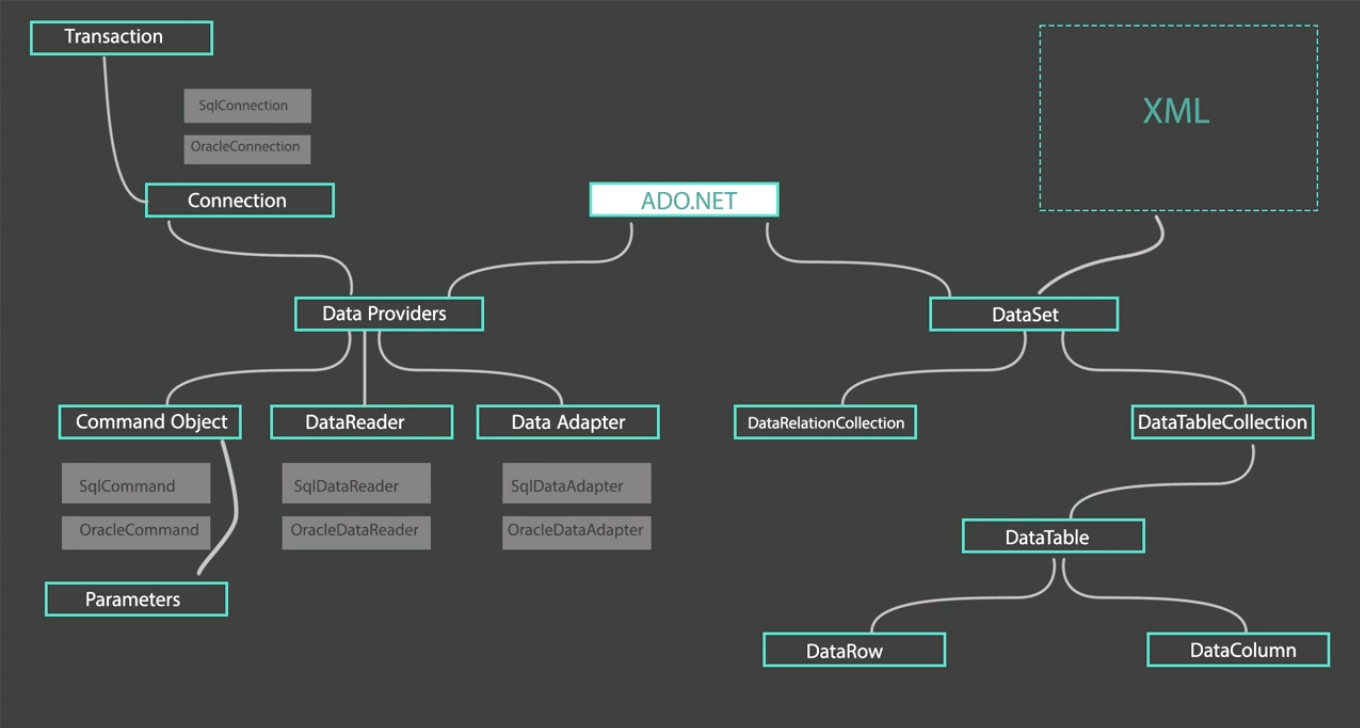 Transaction
SqlConnection
OracleConnection
Connection
ADO.NET
XML
Data Providers
DataSet
Command Object
DataReader
Data Adapter
DataRelationCollection
DataTableCollection
SqlCommand
SqlDataReader
SqlDataAdapter
OracleCommand
OracleDataReader
OracleDataAdapter
DataTable
Parameters
DataRow
DataColumn